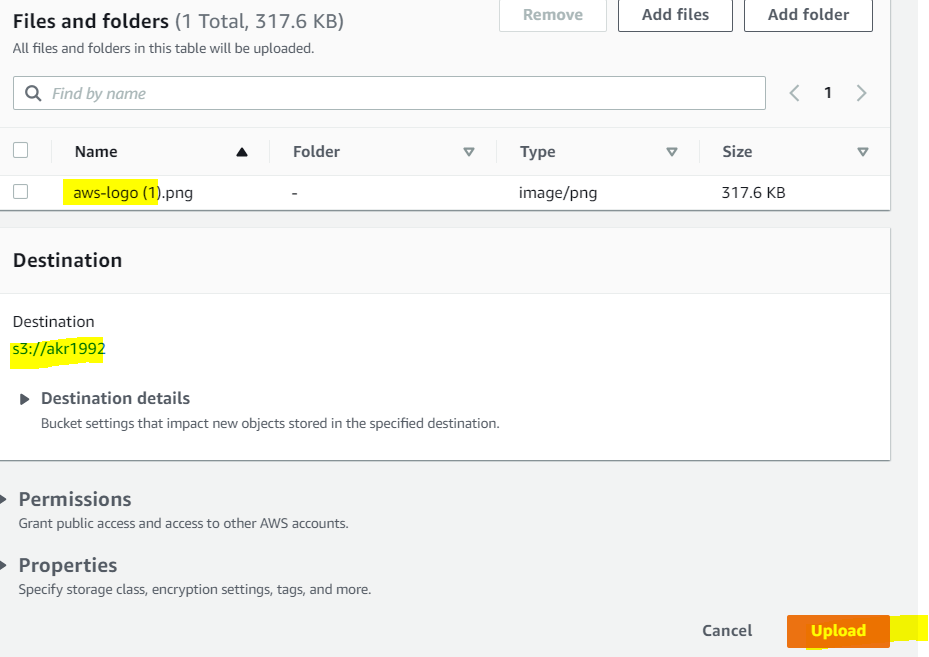 Files and folders (1 Total, 317.6 KB)
Remove Add files Add folder
All files and folders in this table will be uploaded.
Find by name
1
Name Folder Type Size
aws-logo (1).png - image/png 317.6 KB
Destination
Destination
s3://akr1992
Destination details
Bucket settings that impact new objects stored in the specified destination.
Permissions
Grant public access and access to other AWS accounts.
Properties
Specify storage class, encryption settings, tags, and more.
Cancel Upload